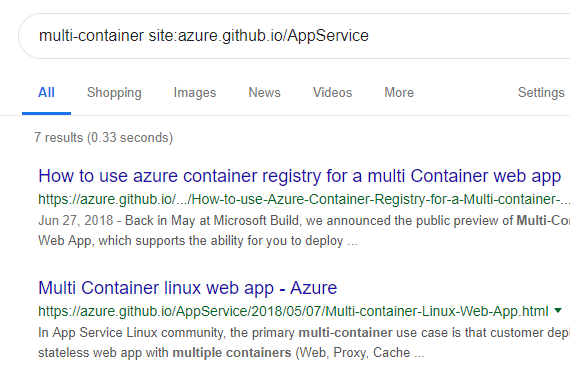 multi-container site:azure.github.io/AppService
All Shopping Images News Videos More Settings
7 results (0.33 seconds)
How to use azure container registry for a multi Container web app
https://azure.github.io/.../How-to-use-Azure-Container-Registry-for-a-Multi-container-...
Jun 27, 2018 - Back in May at Microsoft Build, we announced the public preview of
Web App, which supports the ability for you to deploy ...
Multi Container linux web app - Azure
https://azure.github.io/AppService/2018/05/07/Multi-container-Linux-Web-App.html
In App Service Linux community, the primary multi-container use case is that customer
stateless web app with multiple containers (Web, Proxy, Cache ...